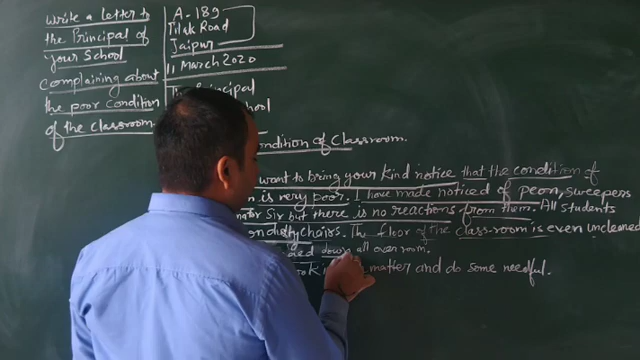 Write a letter to
the Principal of
your School
complaining about
the poor condition
of the classroom
A-189
Tilak Road
Jaipur
11 March 2020
The Principal
School
condition of Classroom.
want to bring your kind notice that the condition of
is very poor. I have made noticed of peon, sweepers
Sir but there is no reactions from them. All students
dusty chairs. The floor of the class-room is even uncleaned
down all over room.
matter and do some needful.